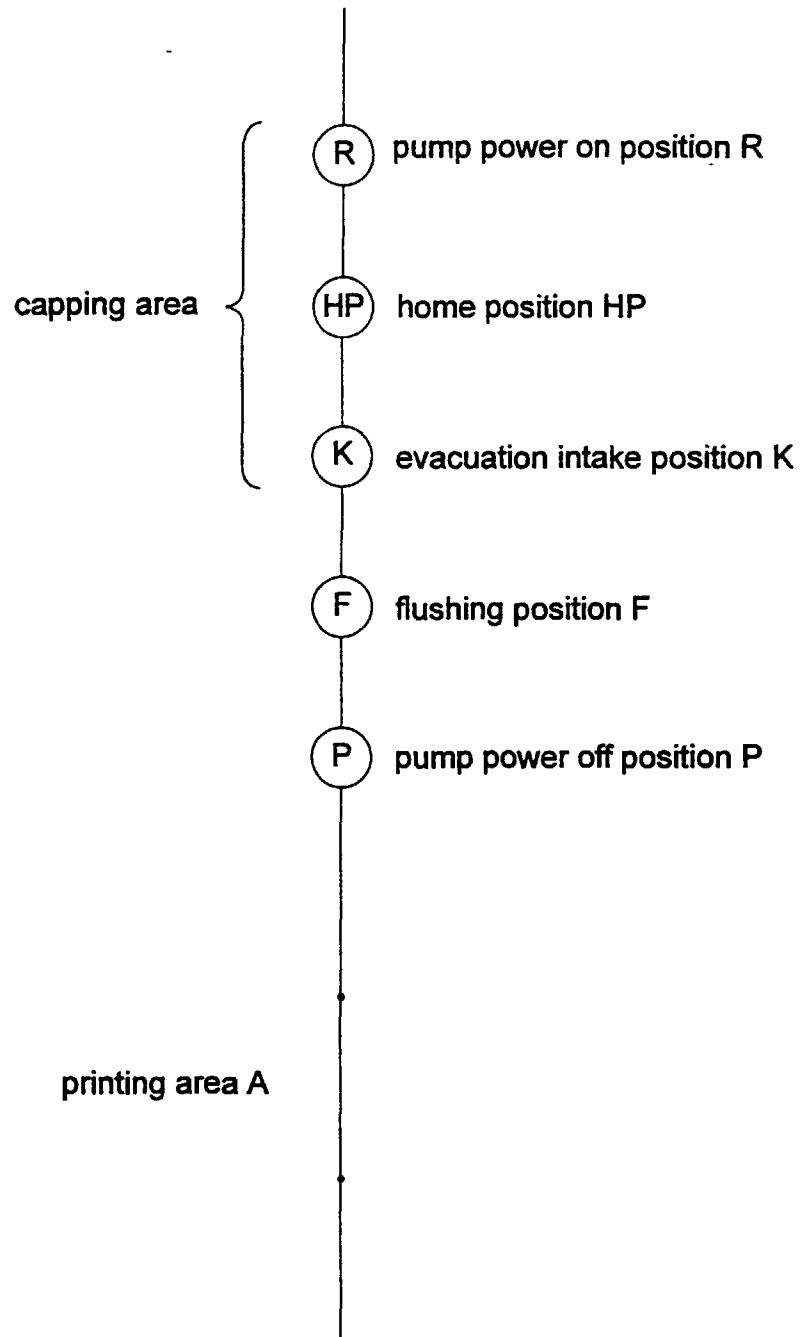 R pump power on position R
capping area HP home position HP
K evacuation intake position K
F flushing position F
P pump power off position P
printing area A